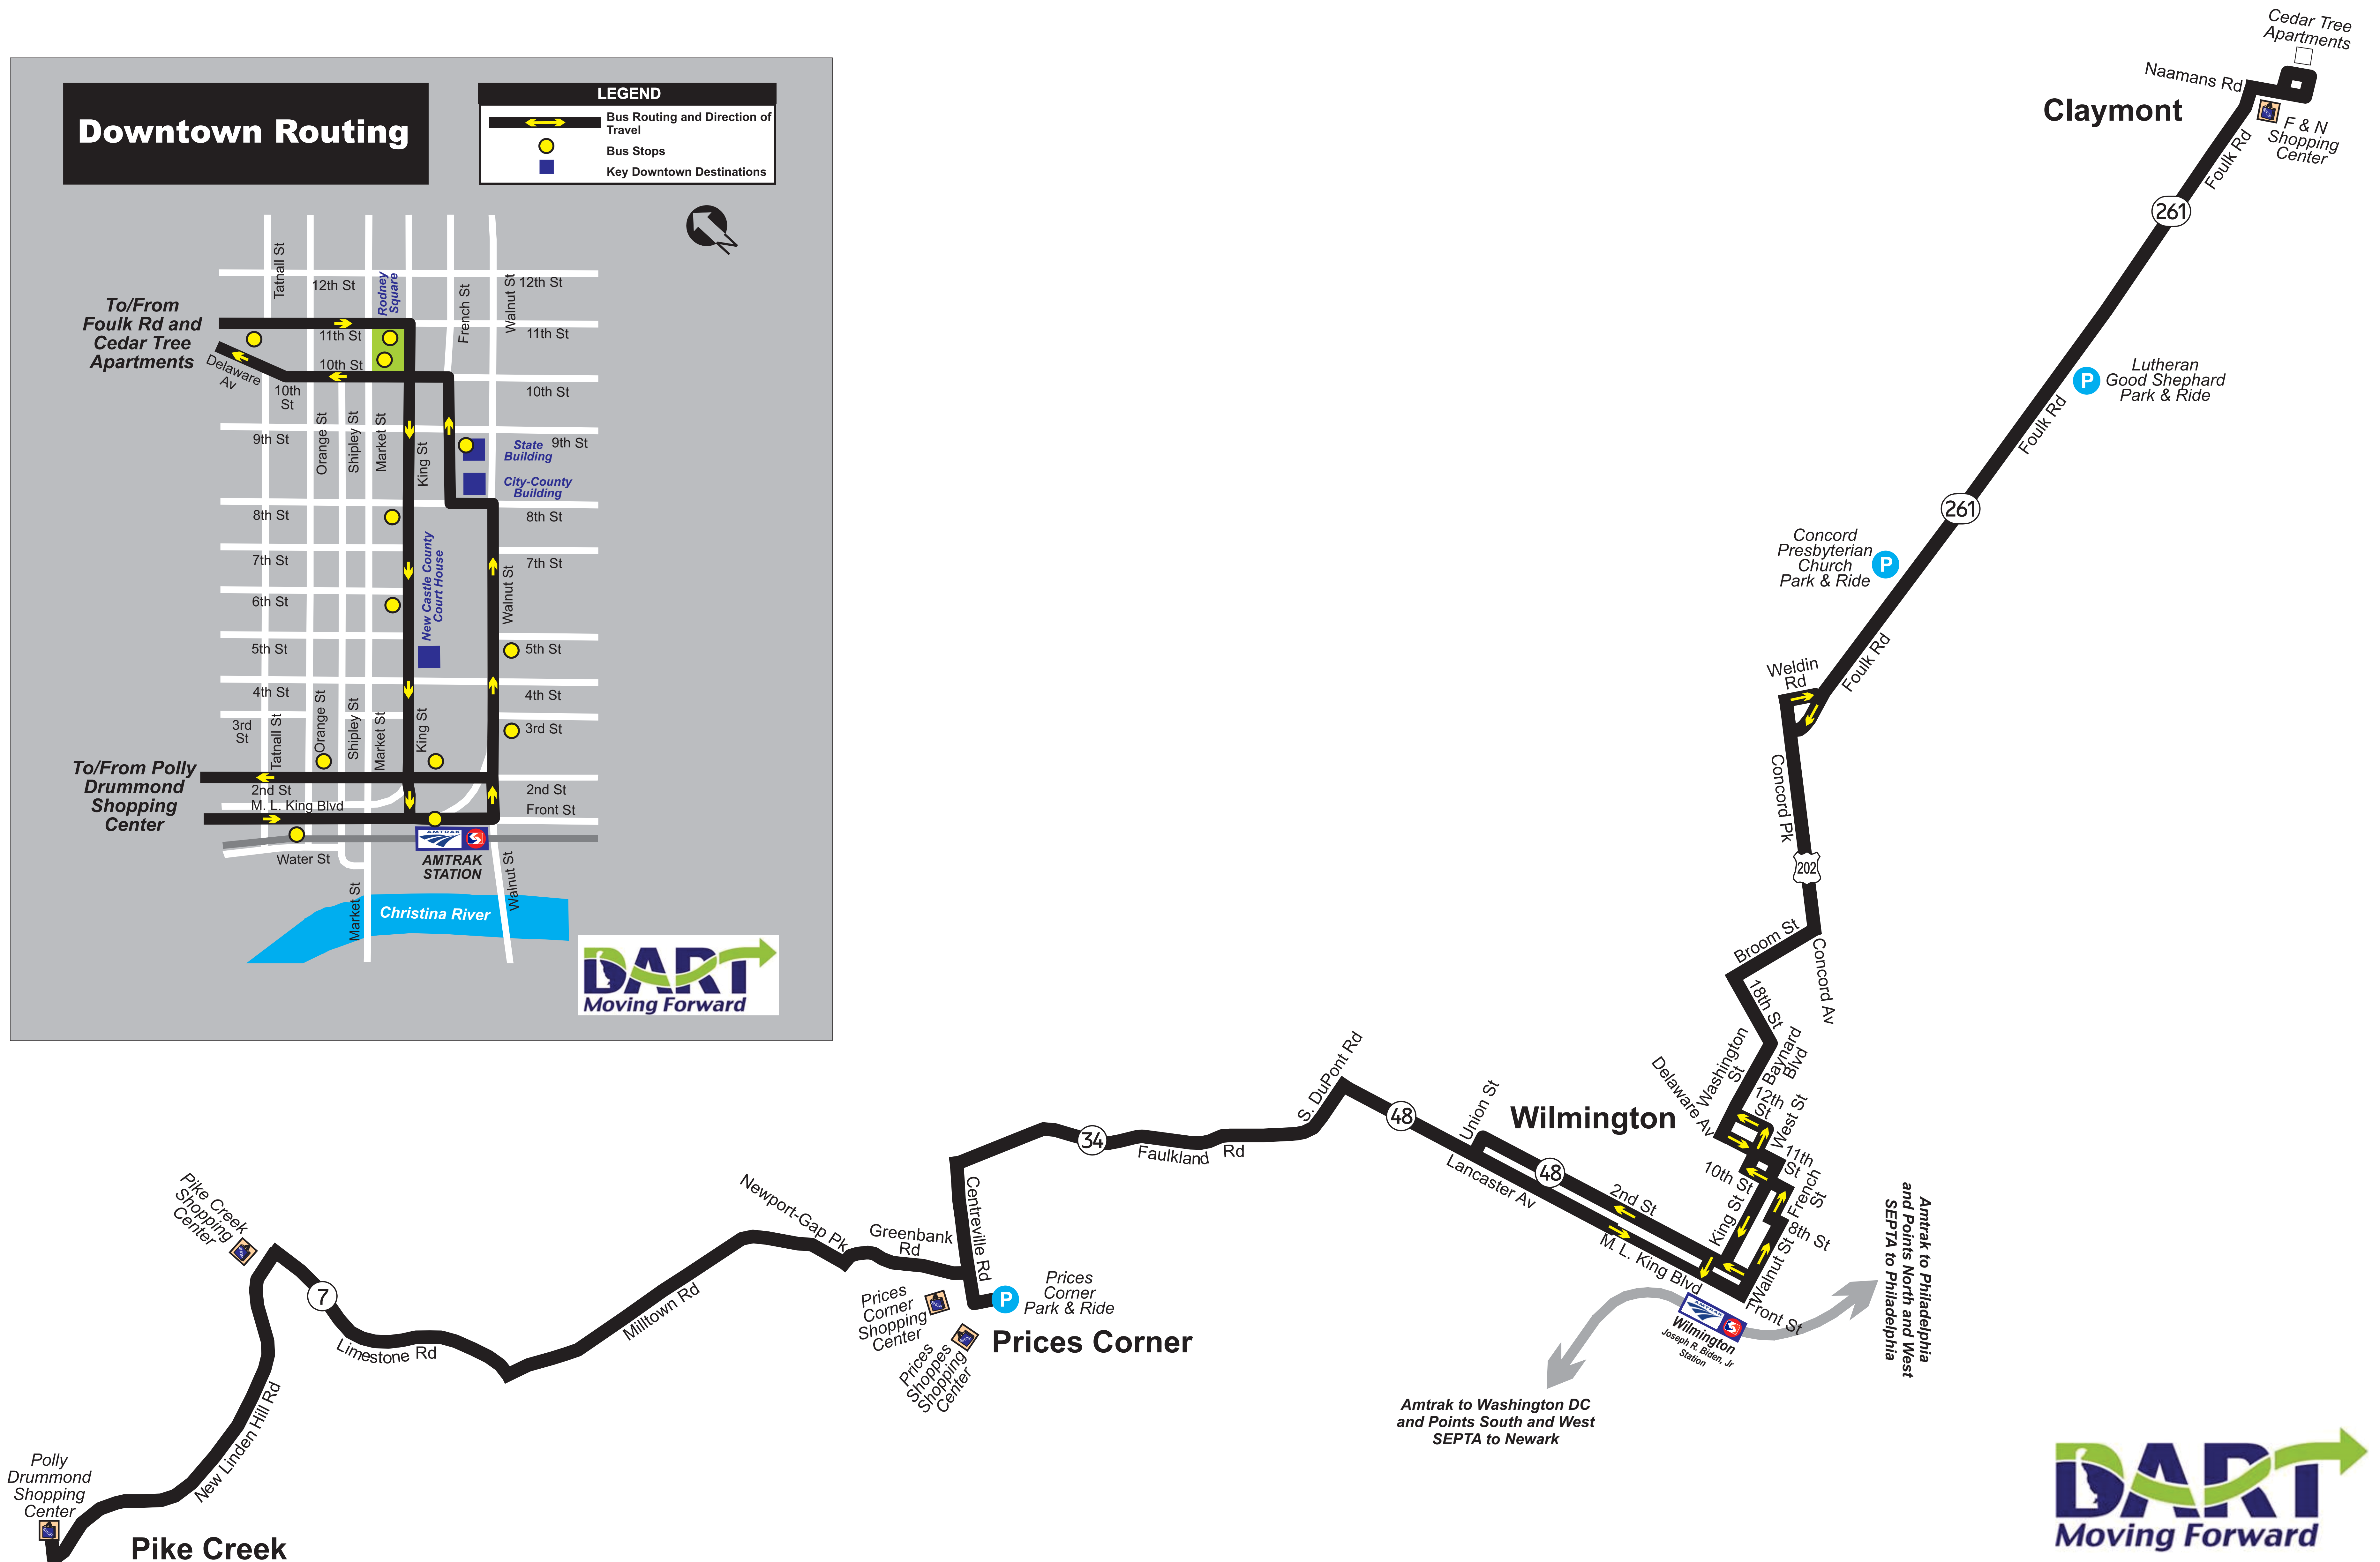 Downtown Routing
LEGEND
Bus Routing and Direction of
Travel
Bus Stops
Key Downtown Destinations
N
Tatnall St
12th St
Rodney
Square
French St
Walnut St
12th St
To/From
Foulk Rd and
Cedar Tree
Apartments
11th St
11th St
10th St
Delaware
Av
10th
St
10th St
9th St
Orange St
Shipley St
Market St
King St
State
Building
9th St
City-County
Building
8th St
8th St
7th St
New Castle County
Court House
7th St
6th St
Walnut St
5th St
5th St
4th St
4th St
3rd
St
Tatnall St
Orange St
Shipley St
Market St
King St
3rd St
To/From Polly
Drummond
Shopping
Center
2nd St
M. L. King Blvd
2nd St
Front St
AMTRAK
S
Water St
AMTRAK
STATION
Walnut St
Market St
Christina River
DART
Moving Forward
Cedar Tree
Apartments
Naamans Rd
Claymont
F & N
Shopping
Center
Foulk Rd
261
Lutheran
Good Shephard
Park & Ride
P
Foulk Rd
261
Concord
Presbyterian
Church
Park & Ride
P
Foulk Rd
Weldin
Rd
Concord Pk
202
Broom St
Concord Av
18th St
Washington
St
Baynard
Blvd
Delaware Av
12th
St
West St
11th
St
10th St
French
St
King St
8th St
Walnut St
Front St
Wilmington
S. DuPont Rd
48
Union St
48
2nd St
Lancaster Av
M. L. King Blvd
AMTRAK
S
Wilmington
Joseph R. Biden, Jr
Station
Amtrak to Philadelphia
and Points North and West
SEPTA to Philadelphia
Amtrak to Washington DC
and Points South and West
SEPTA to Newark
34
Faulkland Rd
Centreville Rd
Newport-Gap Pk
Greenbank
Rd
Prices
Corner
Shopping
Center
P
Prices
Corner
Park & Ride
Prices Corner
Prices
Shoppes
Shopping
Center
Milltown Rd
Pike Creek
Shopping
Center
7
Limestone Rd
New Linden Hill Rd
Polly
Drummond
Shopping
Center
Pike Creek
DART
Moving Forward